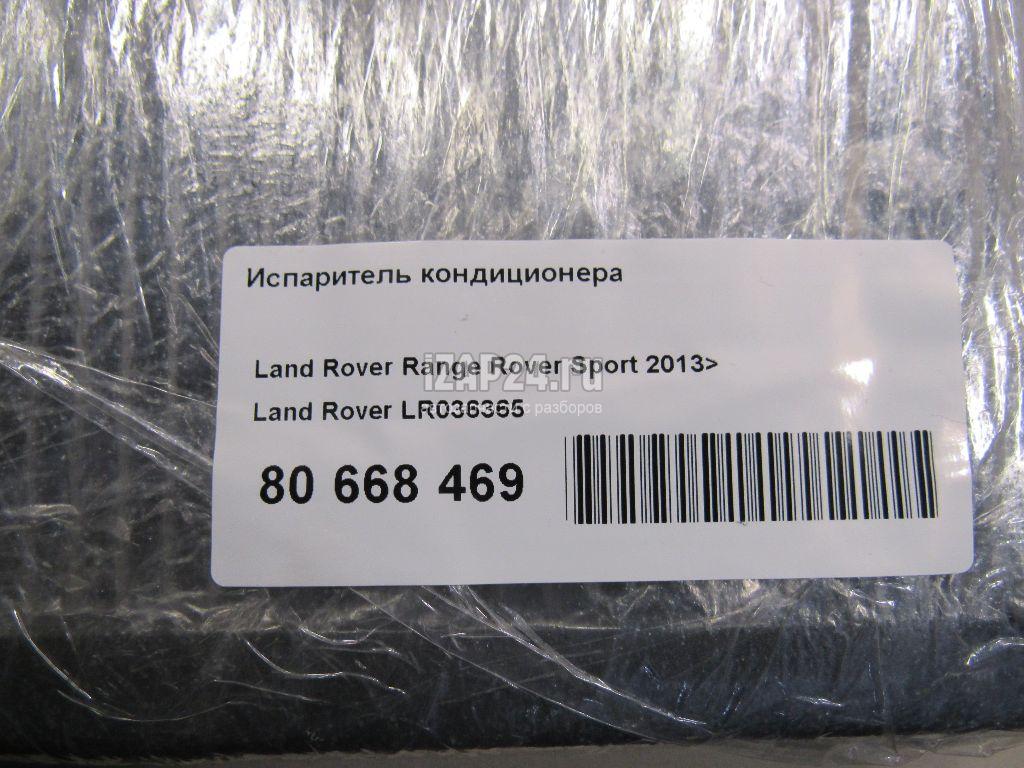 Испаритель кондиционера
Land Rover Range Rover Sport 2013>
iZAP24.ru
Land Rover LR036365
с разборов
80 668 469